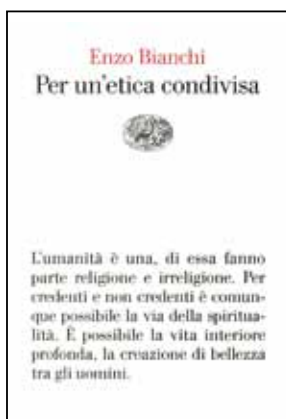 Enzo Bianchi
Per un'etica condivisa
L'umanità è una, di essa fanno
parte religione e irreligione. Per
credenti e non credenti è comun-
que possibile la via della spiritua-
lità. È possibile la vita interiore
profonda, la creazione di bellezza
tra gli uomini.